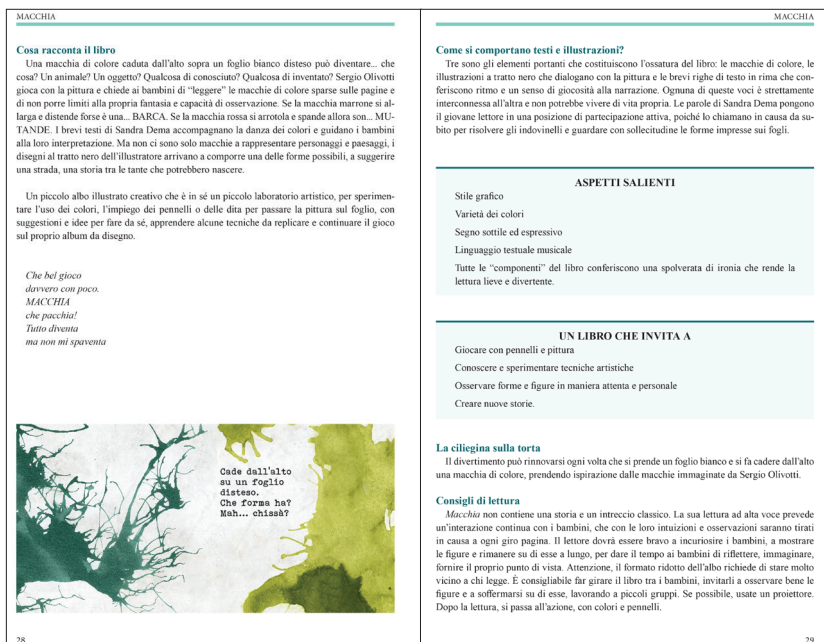 MACCHIA
Cosa racconta il libro
Una macchia di colore caduta dall'alto sopra un foglio bianco disteso può diventare... che
cosa? Un animale? Un oggetto? Qualcosa di conosciuto? Qualcosa di inventato? Sergio Olivotti
gioca con la pittura e chiede ai bambini di “leggere” le macchie di colore sparse sulle pagine e
di non porre limiti alla propria fantasia e capacità di osservazione. Se la macchia marrone si al-
larga e distende forse è una... BARCA. Se la macchia rossa si arrotola e spande allora son... MU-
TANDE. I brevi testi di Sandra Dema accompagnano la danza dei colori e guidano i bambini
alla loro interpretazione. Ma non ci sono solo macchie a rappresentare personaggi e paesaggi, i
disegni al tratto nero dell'illustratore arrivano a comporre una delle forme possibili, a suggerire
una strada, una storia tra le tante che potrebbero nascere.
Un piccolo albo illustrato creativo che è in sé un piccolo laboratorio artistico, per sperimen-
tare l'uso dei colori, l'impiego dei pennelli o delle dita per passare la pittura sul foglio, con
suggestioni e idee per fare da sé, apprendere alcune tecniche da replicare e continuare il gioco
sul proprio album da disegno.
Che bel gioco
davvero con poco.
MACCHIA
che pacchia!
Tutto diventa
ma non mi spaventa
Cade dall'alto
su un foglio
disteso.
Che forma ha?
Mah... chissà?
28
MACCHIA
Come si comportano testi e illustrazioni?
Tre sono gli elementi portanti che costituiscono l'ossatura del libro: le macchie di colore, le
illustrazioni a tratto nero che dialogano con la pittura e le brevi righe di testo in rima che con-
feriscono ritmo e un senso di giocosità alla narrazione. Ognuna di queste voci è strettamente
interconnessa all'altra e non potrebbe vivere di vita propria. Le parole di Sandra Dema pongono
il giovane lettore in una posizione di partecipazione attiva, poiché lo chiamano in causa da su-
bito per risolvere gli indovinelli e guardare con sollecitudine le forme impresse sui fogli.
ASPETTI SALIENTI
Stile grafico
Varietà dei colori
Segno sottile ed espressivo
Linguaggio testuale musicale
Tutte le “componenti” del libro conferiscono una spolverata di ironia che rende la
lettura lieve e divertente.
UN LIBRO CHE INVITA A
Giocare con pennelli e pittura
Conoscere e sperimentare tecniche artistiche
Osservare forme e figure in maniera attenta e personale
Creare nuove storie.
La ciliegina sulla torta
Il divertimento può rinnovarsi ogni volta che si prende un foglio bianco e si fa cadere dall'alto
una macchia di colore, prendendo ispirazione dalle macchie immaginate da Sergio Olivotti.
Consigli di lettura
Macchia non contiene una storia e un intreccio classico. La sua lettura ad alta voce prevede
un'interazione continua con i bambini, che con le loro intuizioni e osservazioni saranno tirati
in causa a ogni giro pagina. Il lettore dovrà essere bravo a incuriosire i bambini, a mostrare
le figure e rimanere su di esse a lungo, per dare il tempo ai bambini di riflettere, immaginare,
fornire il proprio punto di vista. Attenzione, il formato ridotto dell'albo richiede di stare molto
vicino a chi legge. È consigliabile far girare il libro tra i bambini, invitarli a osservare bene le
figure e a soffermarsi su di esse, lavorando a piccoli gruppi. Se possibile, usate un proiettore.
Dopo la lettura, si passa all'azione, con colori e pennelli.
29